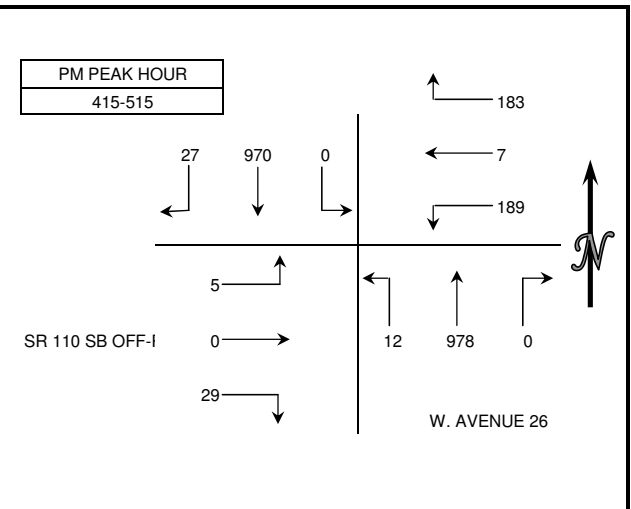 PM PEAK HOUR
415-515
183
27 970 0
7
189
N
5
SR 110 SB OFF-I 0
12 978 0
29
W. AVENUE 26